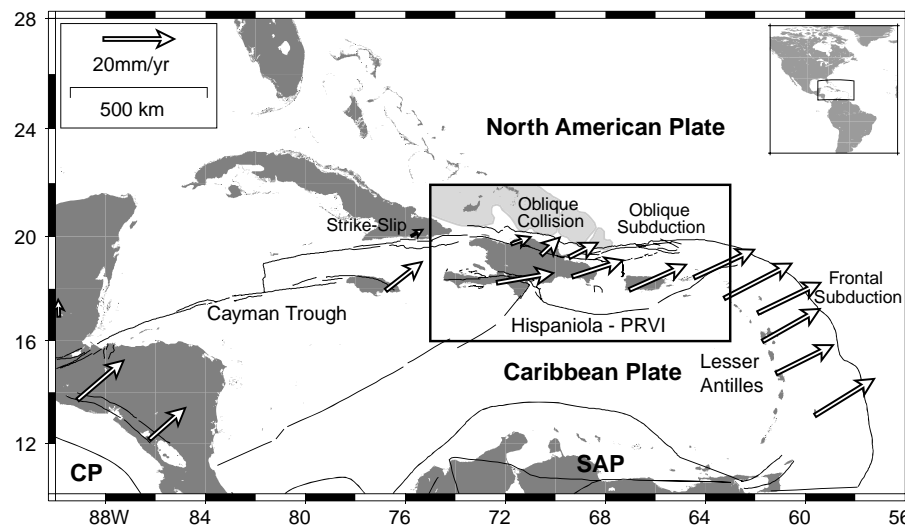 28
24
20
16
12
20mm/yr
500 km
North American Plate
Oblique
Collision
Oblique
Subduction
Strike-Slip
Cayman Trough
Hispaniola - PRVI
Frontal
Subduction
Lesser
Antilles
Caribbean Plate
CP
SAP
88W
84
80
76
72
68
64
60
56